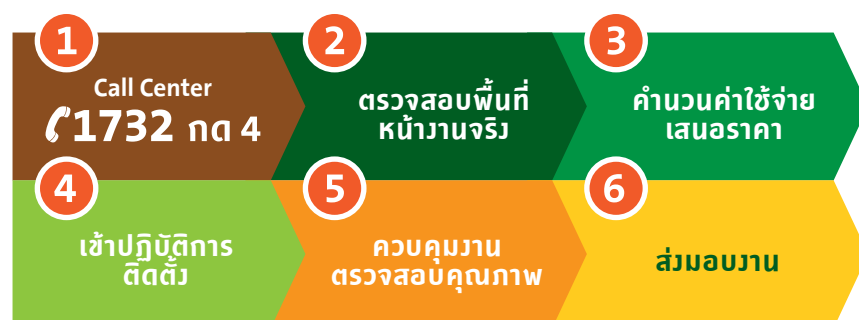 1
Call Center
1732 กด 4
2
ตรวจสอบพื้นที่
หน้างานจริง
3
คำนวนค่าใช้จ่าย
เสนอราคา
4
เข้าปฏิบัติการ
ติดตั้ง
5
ควบคุมงาน
ตรวจสอบคุณภาพ
6
ส่งมอบงาน